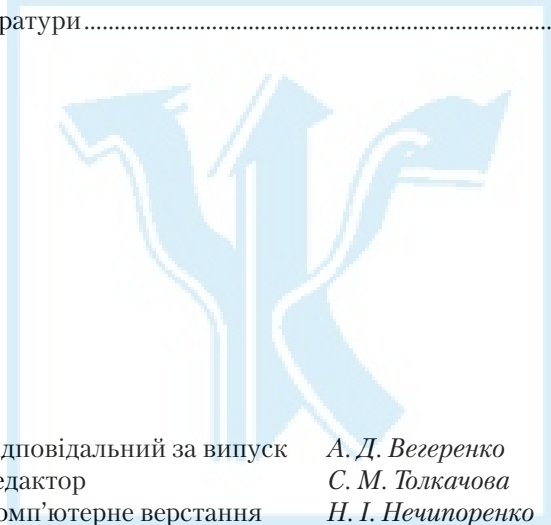 ратури
дповідальний за випуск А. Д. Вегеренко
едактор С. М. Толкачова
омп'ютерне верстання Н. І. Нечипоренко